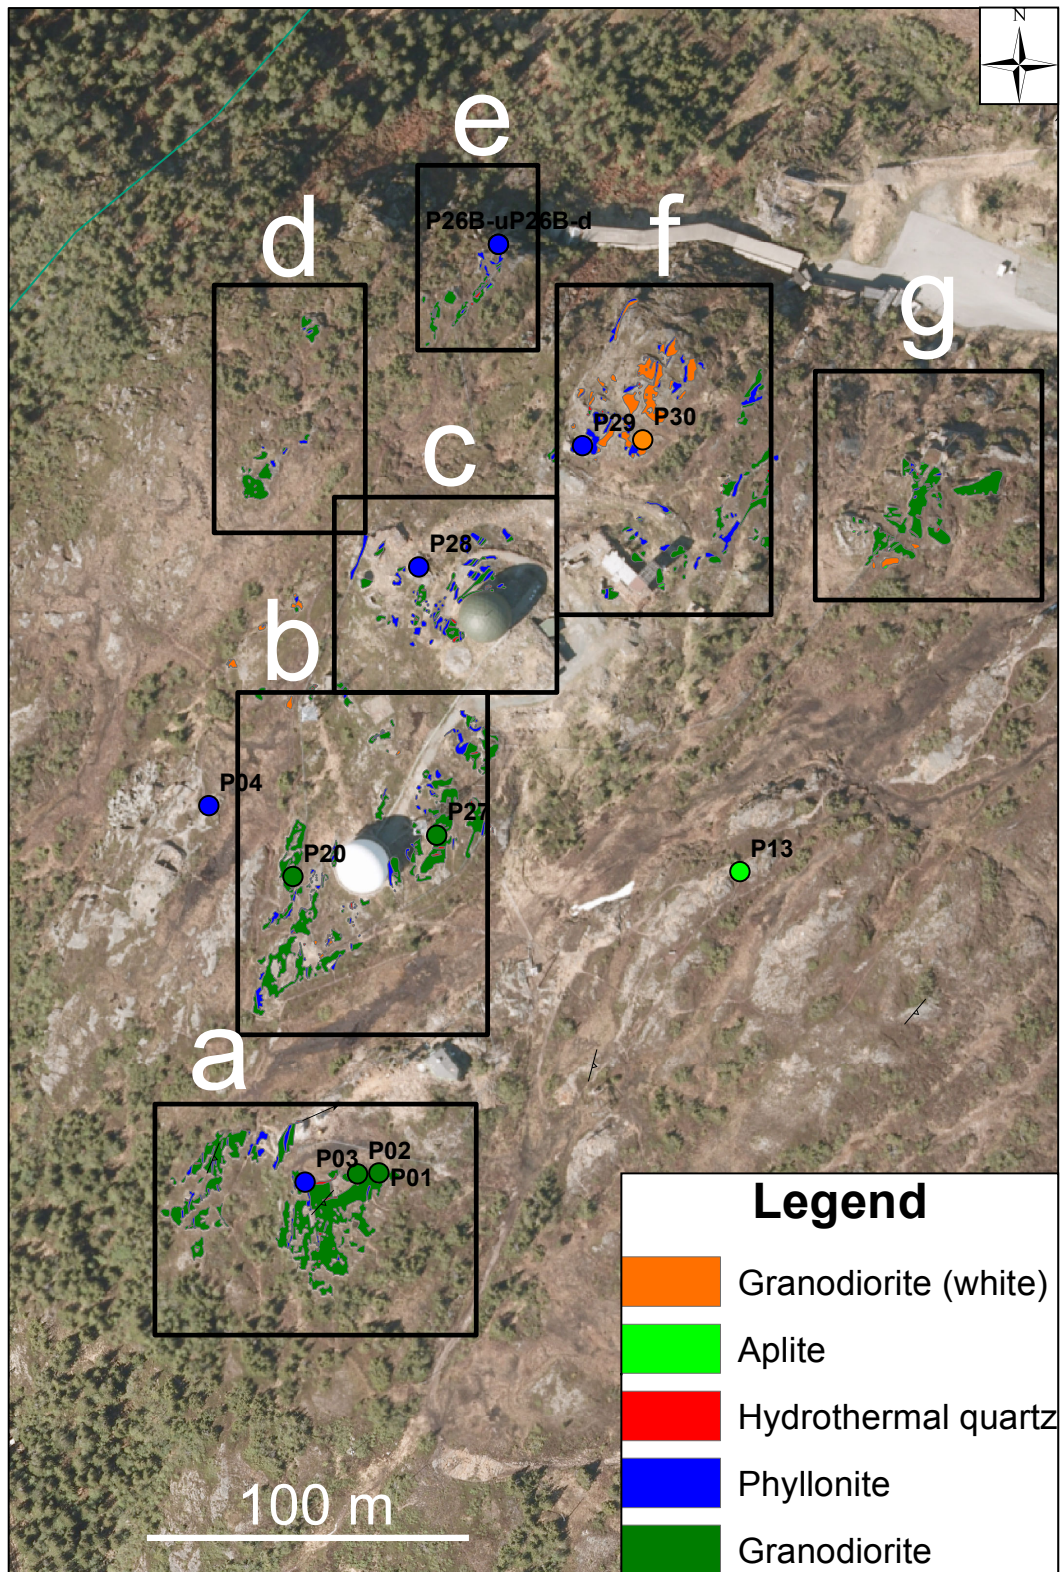 N
e
P26B-uP26B-d
d
f
g
c
P29
P30
P28
b
P04
P27
P20
P13
a
P03
P02
P01
Legend
Granodiorite (white)
Aplite
Hydrothermal quartz
Phyllonite
Granodiorite
100 m